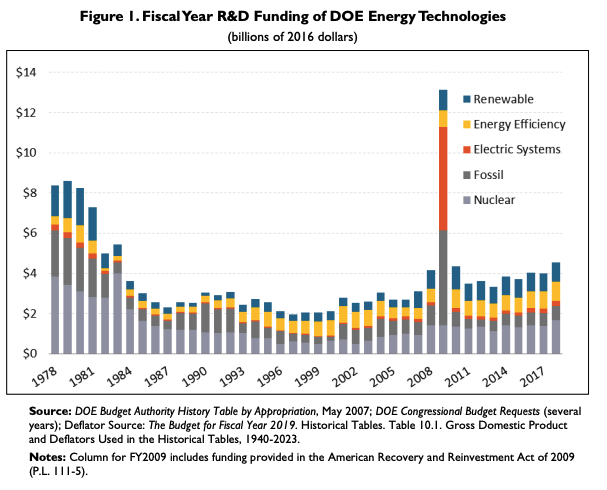 Figure 1. Fiscal Year R&D Funding of DOE Energy Technologies
(billions of 2016 dollars)
$14
$12
$10
$8
$6
$4
$2
$0
Renewable
Energy Efficiency
Electric Systems
Fossil
Nuclear
1978
1981
1984
1987
1990
1993
1996
1999
2002
2005
2008
2011
2014
2017
Source: DOE Budget Authority History Table by Appropriation, May 2007; DOE Congressional Budget Requests (several
years); Deflator Source: The Budget for Fiscal Year 2019. Historical Tables. Table 10.1. Gross Domestic Product
and Deflators Used in the Historical Tables, 1940-2023.
Notes: Column for FY2009 includes funding provided in the American Recovery and Reinvestment Act of 2009
(P.L. 111-5).